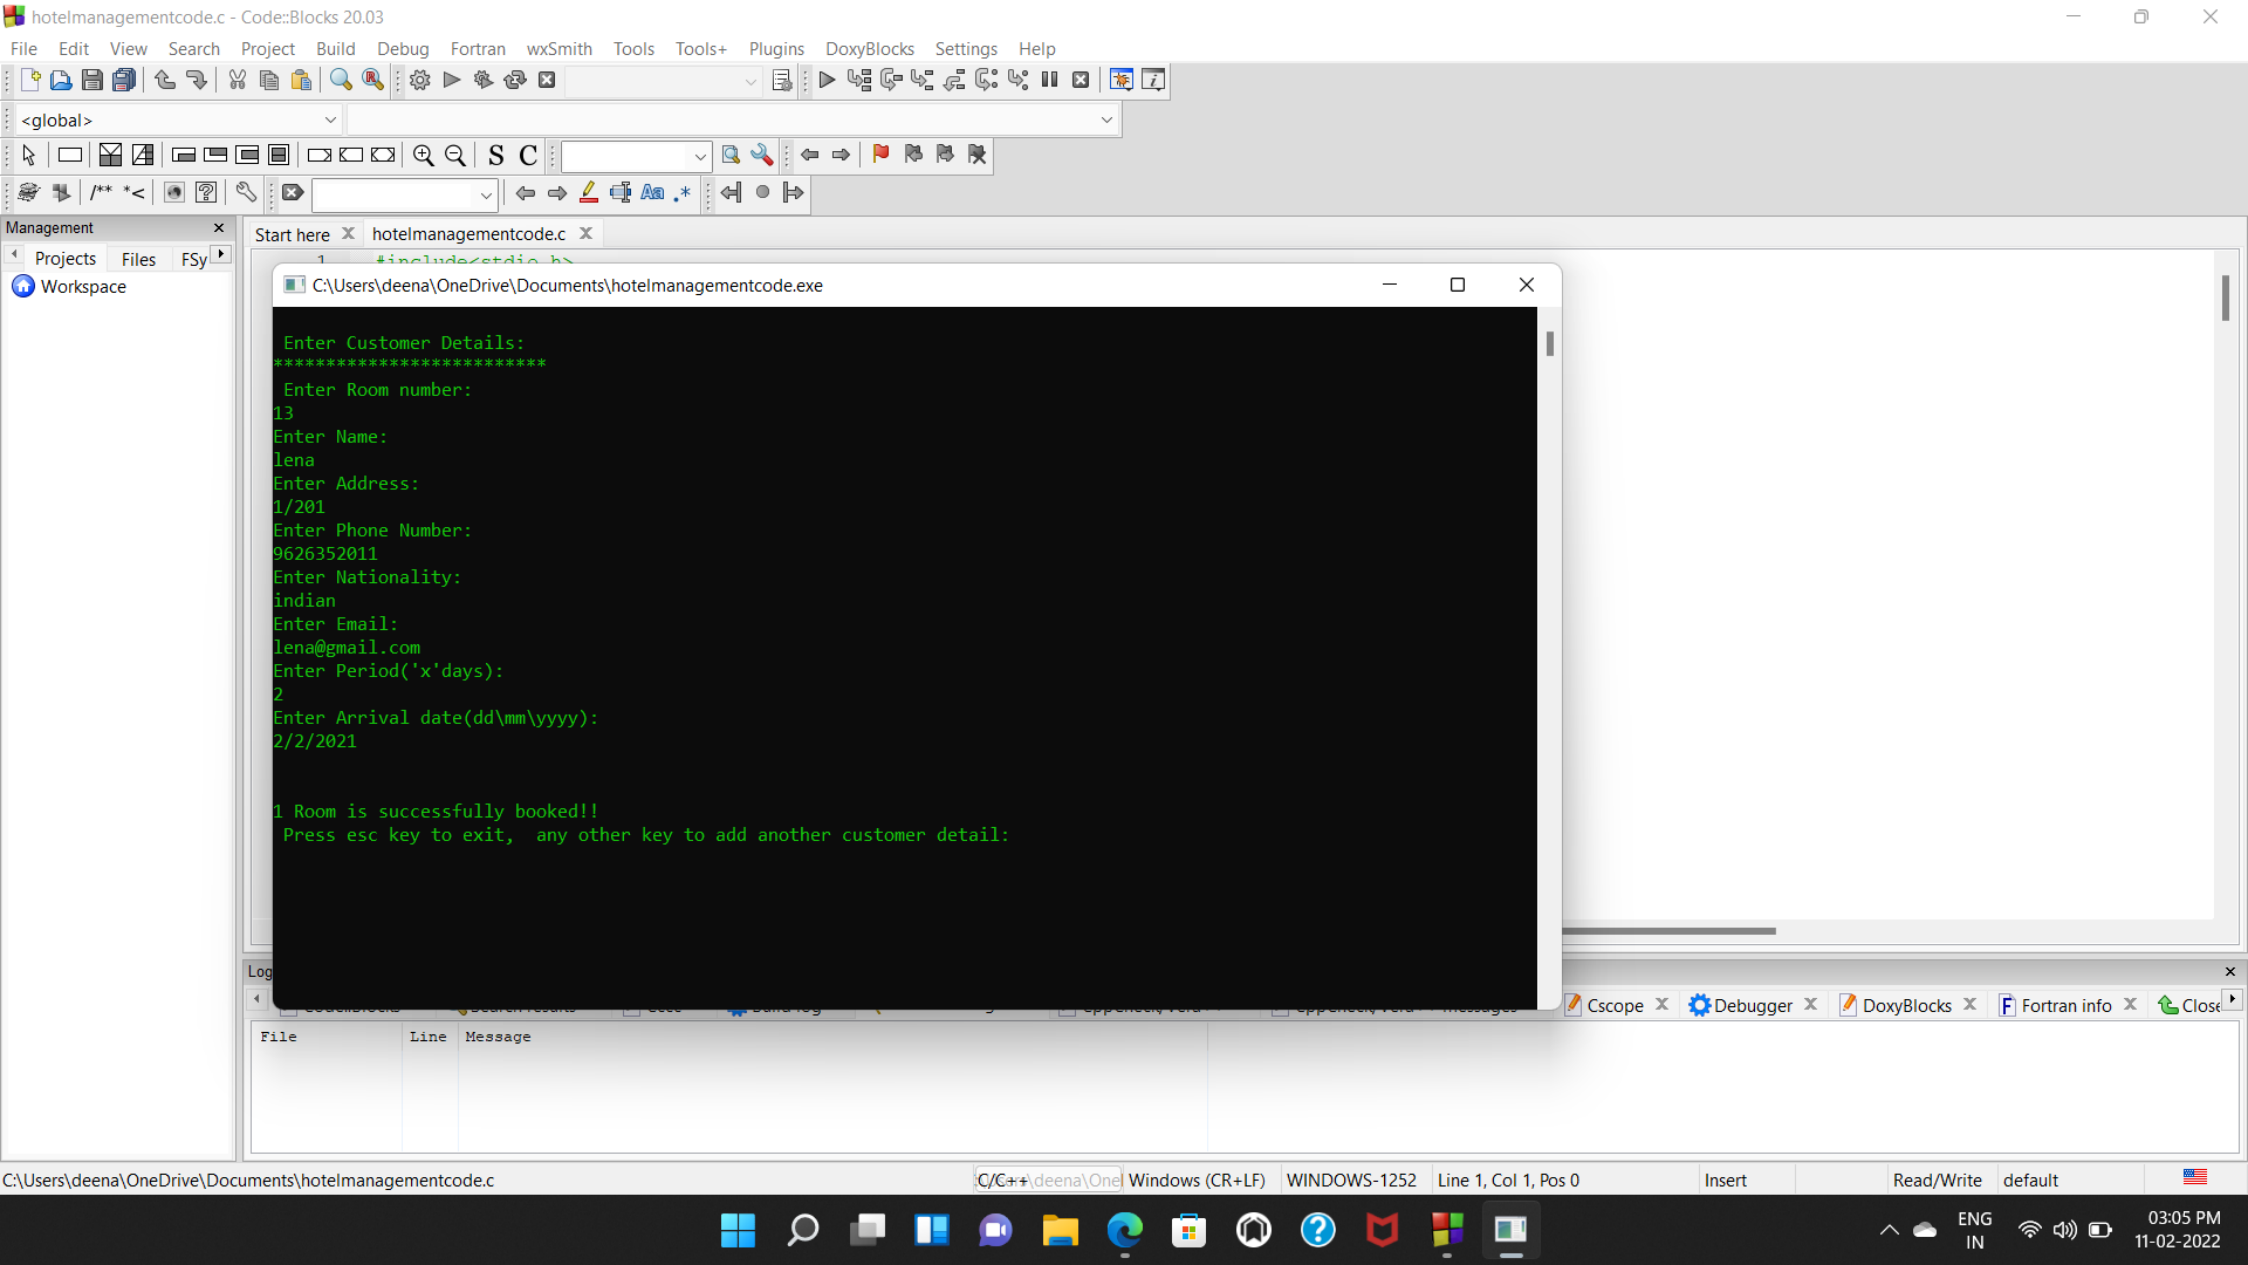 hotelmanagementcode.c - Code::Blocks 20.03
File Edit View Search Project Build Debug Fortran wxSmith Tools Tools+ Plugins DoxyBlocks Settings Help
<global>
S C
/** *<
Aa .*
Management
Projects Files FSy
Workspace
Start here hotelmanagementcode.c
1 #include<stdio.h>
C:\Users\deena\OneDrive\Documents\hotelmanagementcode.exe
Enter Customer Details:
**************************
Enter Room number:
13
Enter Name:
lena
Enter Address:
1/201
Enter Phone Number:
9626352011
Enter Nationality:
indian
Enter Email:
lena@gmail.com
Enter Period('x'days):
2
Enter Arrival date(dd\mm\yyyy):
2/2/2021
1 Room is successfully booked!!
Press esc key to exit,  any other key to add another customer detail:
Log
Cscope Debugger DoxyBlocks Fortran info Close
File Line Message
C:\Users\deena\OneDrive\Documents\hotelmanagementcode.c C/C++ Windows (CR+LF) WINDOWS-1252 Line 1, Col 1, Pos 0 Insert Read/Write default
ENG
IN
03:05 PM
11-02-2022